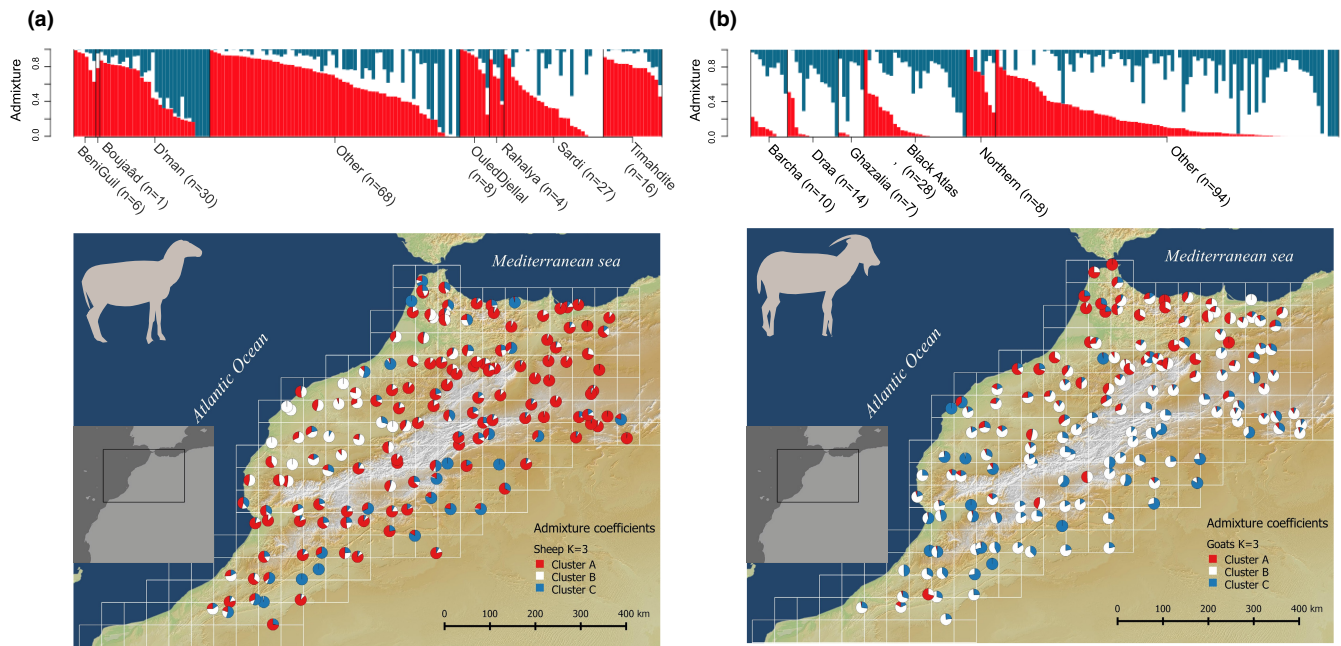 (a)
Admixture
0.0 0.4 0.8
BeniGuil (n=6)
Boujaâd (n=1)
D'man (n=30)
Other (n=68)
OuledDjellal
(n=8)
Rahalya (n=4)
Sardi (n=27)
Timahdite
(n=16)
Mediterranean sea
Atlantic Ocean
Admixture coefficients
Sheep K=3
Cluster A
Cluster B
Cluster C
0 100 200 300 400 km
(b)
Admixture
0.0 0.4 0.8
Barcha (n=10)
Draa (n=14)
Ghazalia (n=7)
Black Atlas
, (n=28)
Northern (n=8)
Other (n=94)
Mediterranean sea
Atlantic Ocean
Admixture coefficients
Goats K=3
Cluster A
Cluster B
Cluster C
0 100 200 300 400 km